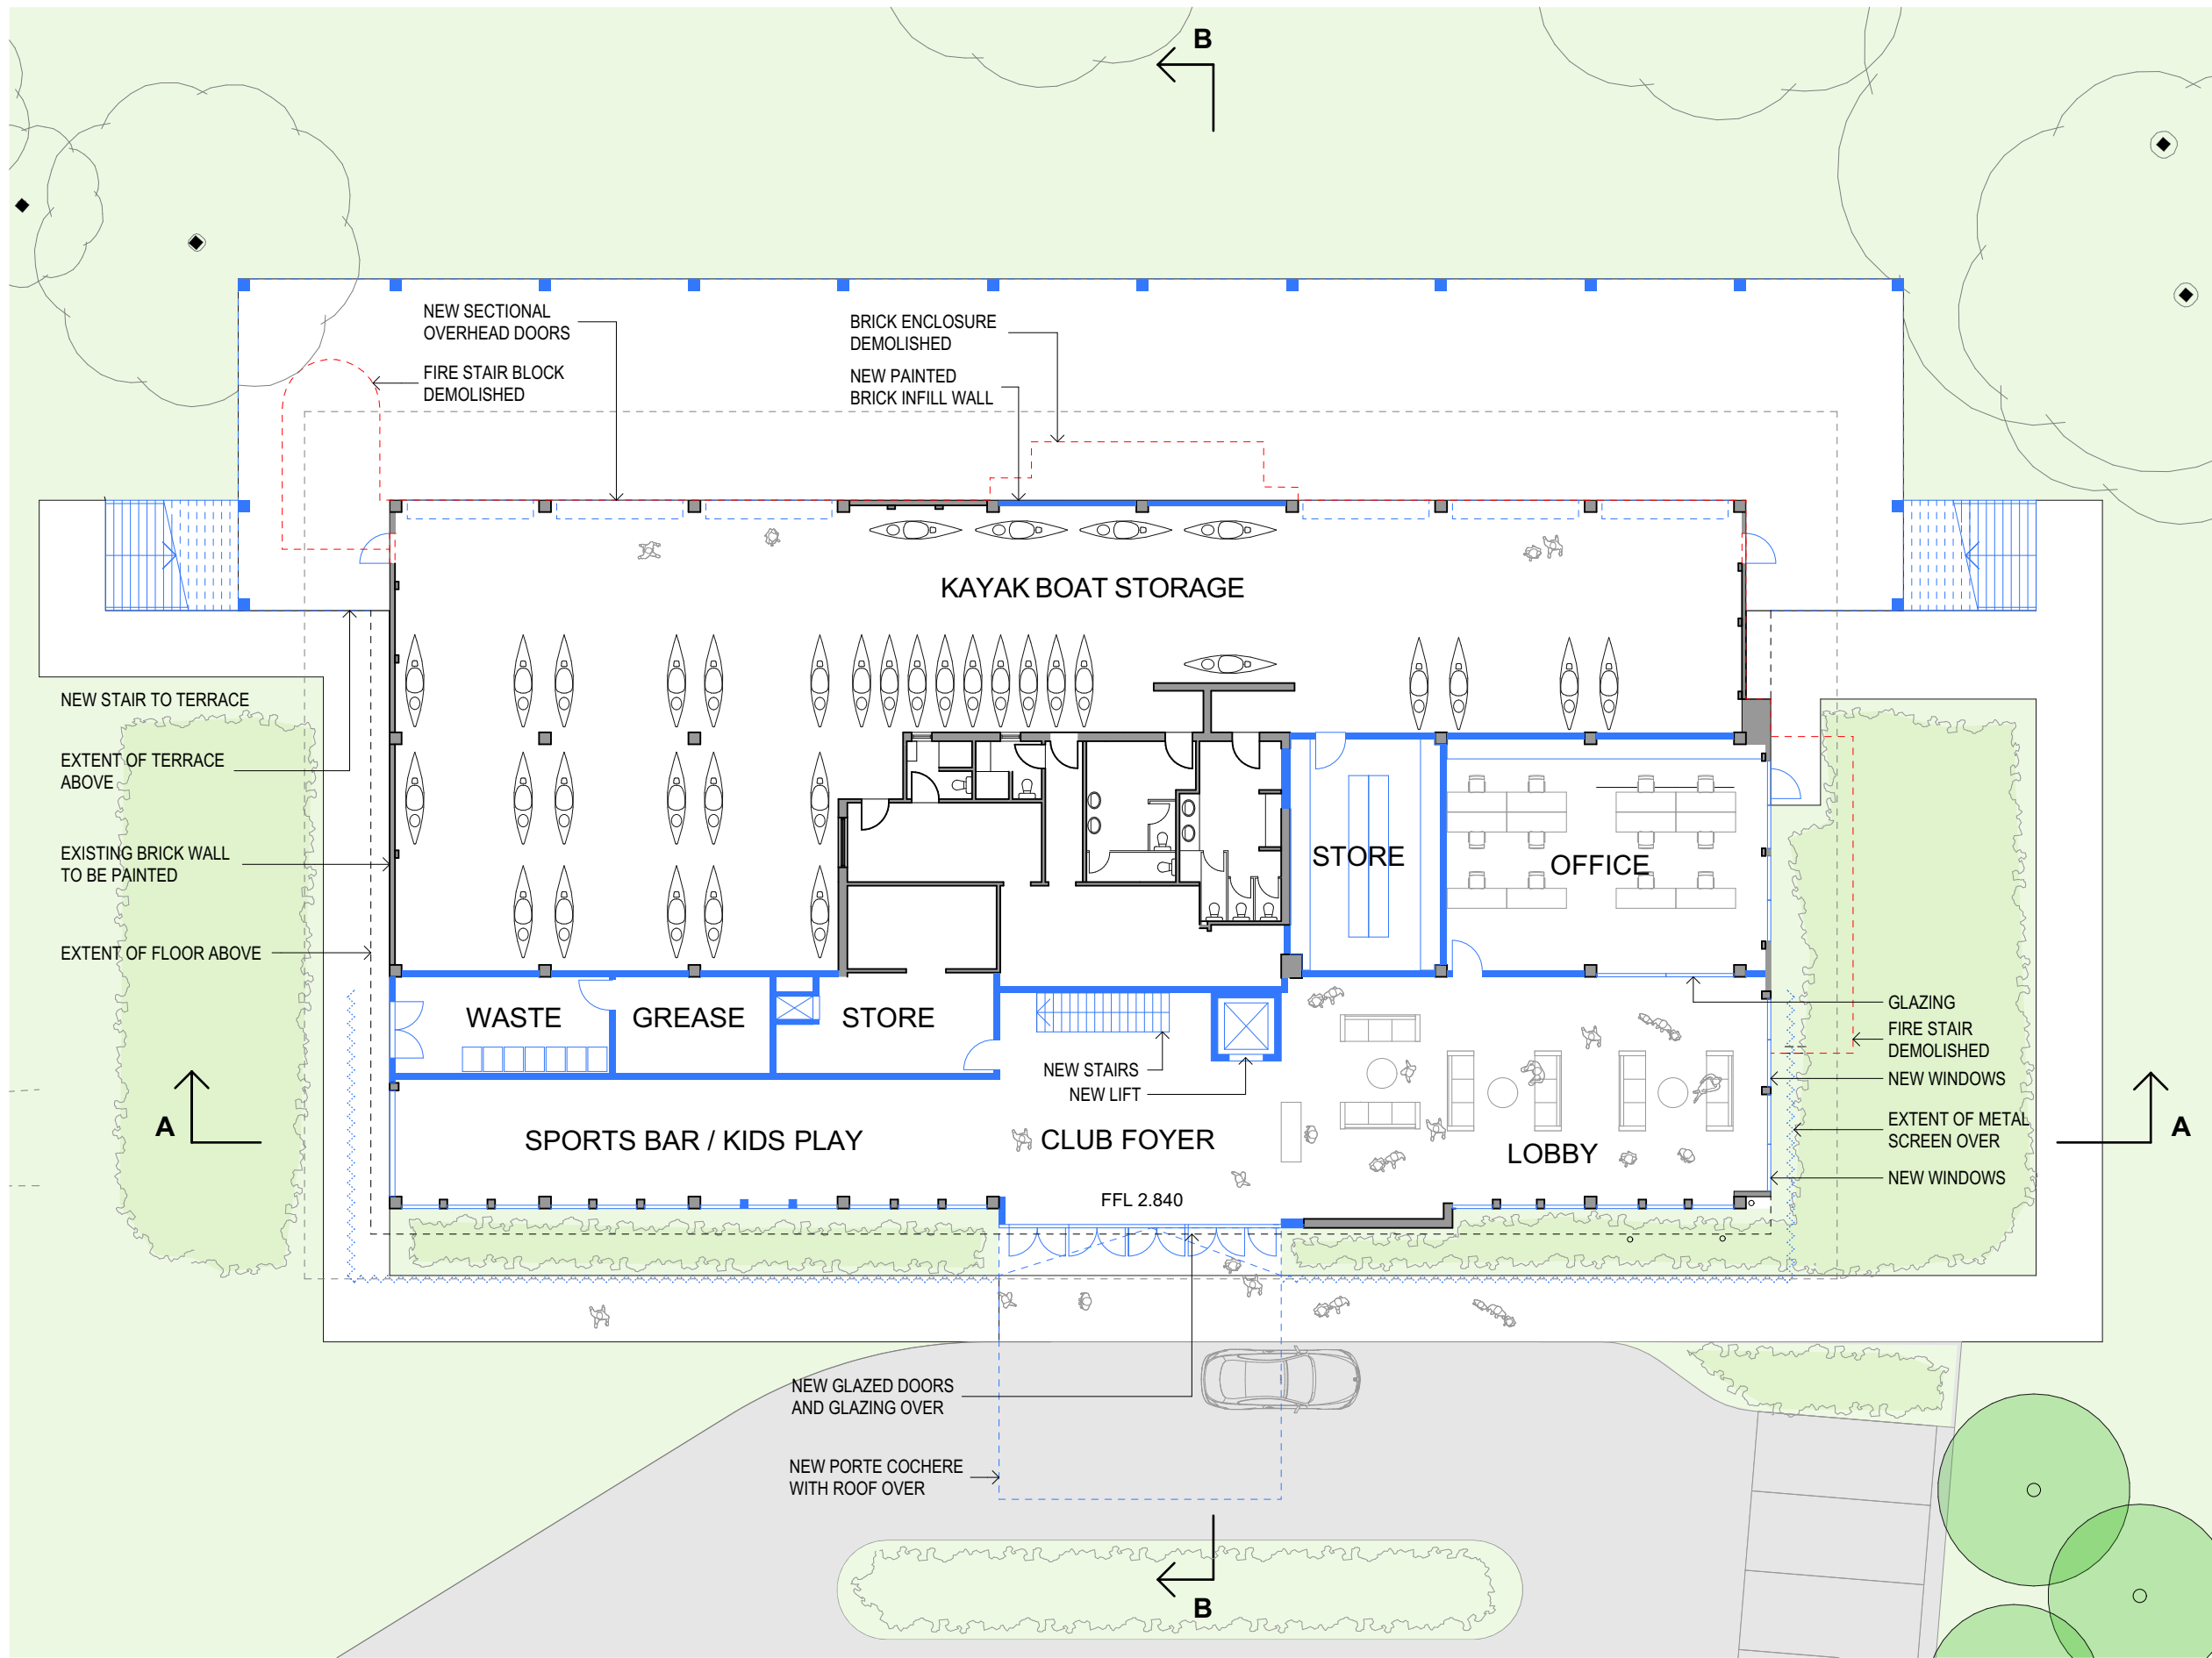 B
NEW SECTIONAL
OVERHEAD DOORS
FIRE STAIR BLOCK
DEMOLISHED
BRICK ENCLOSURE
DEMOLISHED
NEW PAINTED
BRICK INFILL WALL
KAYAK BOAT STORAGE
NEW STAIR TO TERRACE
EXTENT OF TERRACE
ABOVE
EXISTING BRICK WALL
TO BE PAINTED
EXTENT OF FLOOR ABOVE
STORE
OFFICE
WASTE
GREASE
STORE
NEW STAIRS
NEW LIFT
GLAZING
FIRE STAIR
DEMOLISHED
NEW WINDOWS
EXTENT OF METAL
SCREEN OVER
NEW WINDOWS
A
A
SPORTS BAR / KIDS PLAY
CLUB FOYER
LOBBY
FFL 2.840
NEW GLAZED DOORS
AND GLAZING OVER
NEW PORTE COCHERE
WITH ROOF OVER
B